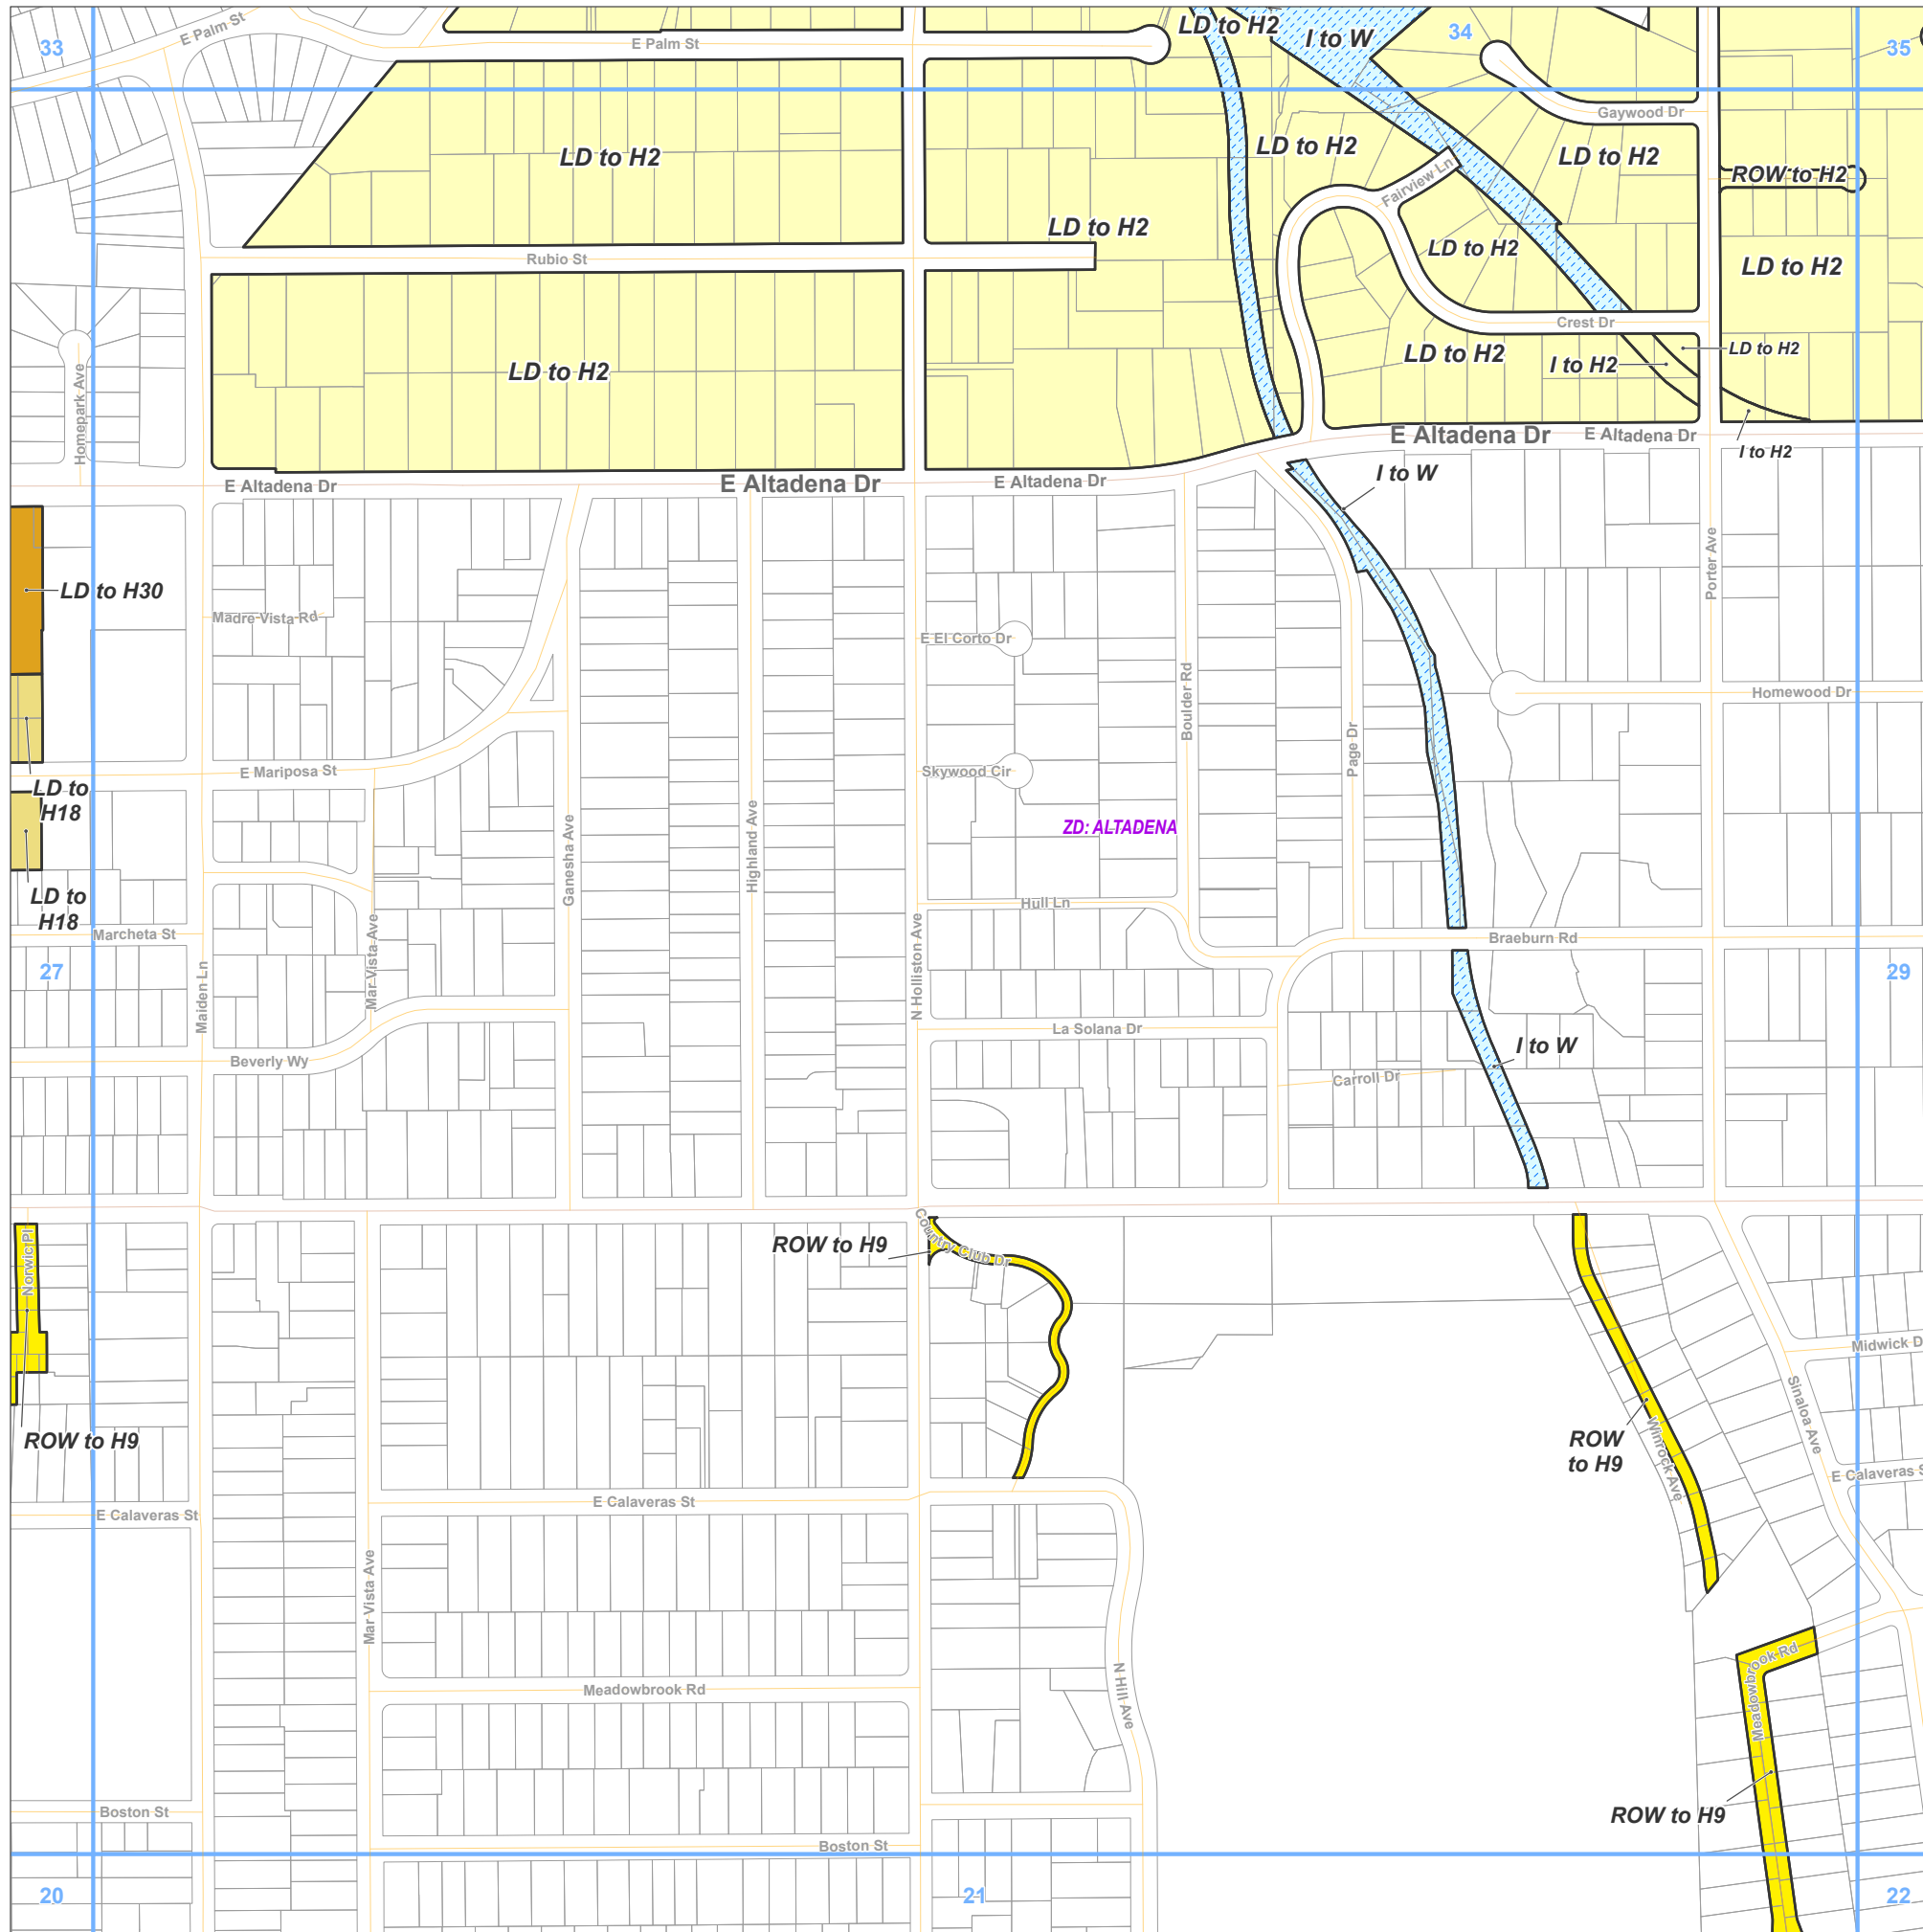 33
E Palm St
E Palm St
LD to H2
I to W
34
35
Gaywood Dr
LD to H2
LD to H2
LD to H2
Fairview Ln
ROW to H2
LD to H2
LD to H2
LD to H2
Rubio St
Crest Dr
LD to H2
LD to H2
LD to H2
I to H2
Homepark Ave
E Altadena Dr
E Altadena Dr
I to H2
I to W
E Altadena Dr
E Altadena Dr
E Altadena Dr
Porter Ave
LD to H30
Madre Vista Rd
E El Corto Dr
Boulder Rd
Homewood Dr
Page Dr
E Mariposa St
Skywood Cir
LD to
H18
ZD: ALTADENA
Ganesha Ave
Highland Ave
LD to
H18
Hull Ln
Marcheta St
Mar Vista Ave
N Holliston Ave
Braeburn Rd
27
29
Maiden Ln
La Solana Dr
I to W
Beverly Wy
Carroll Dr
Norwic Pl
ROW to H9
Country Club Dr
Midwick D
Sinaloa Ave
ROW to H9
ROW
to H9
Winrock Ave
E Calaveras S
E Calaveras St
E Calaveras St
Mar Vista Ave
N Hill Ave
Meadowbrook Rd
Meadowbrook Rd
Meadowbrook Rd
ROW to H9
Boston St
Boston St
20
21
22